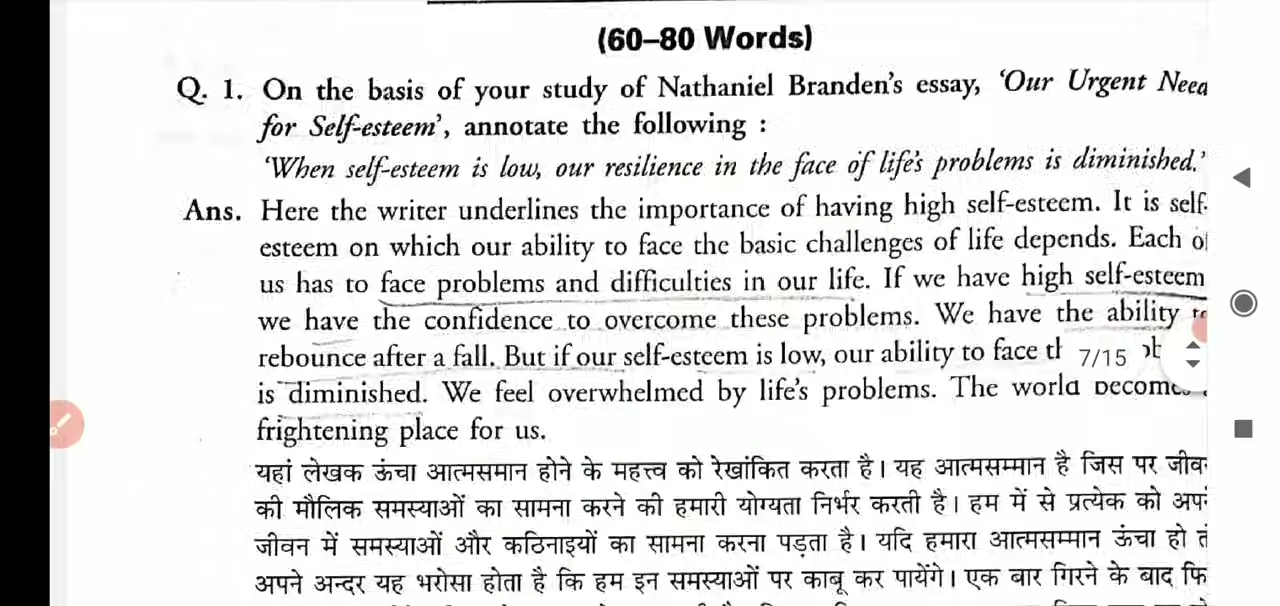 (60–80 Words)
Q. 1. On the basis of your study of Nathaniel Branden's essay, 'Our Urgent Need
for Self-esteem', annotate the following :
'When self-esteem is low, our resilience in the face of life's problems is diminished.'
Ans. Here the writer underlines the importance of having high self-esteem. It is self-
esteem on which our ability to face the basic challenges of life depends. Each of
us has to face problems and difficulties in our life. If we have high self-esteem
we have the confidence to overcome these problems. We have the ability to
rebounce after a fall. But if our self-esteem is low, our ability to face
7/15
is diminished. We feel overwhelmed by life's problems. The world
frightening place for us.
यहां लेखक ऊंचा आत्मसमान होने के महत्त्व को रेखांकित करता है। यह आत्मसम्मान है जिस पर
की मौलिक समस्याओं का सामना करने की हमारी योग्यता निर्भर करती है। हम में से प्रत्येक को
जीवन में समस्याओं और कठिनाइयों का सामना करना पड़ता है। यदि हमारा आत्मसम्मान ऊंचा हो
अपने अन्दर यह भरोसा होता है कि हम इन समस्याओं पर काबू कर पायेंगे। एक बार गिरने के बाद